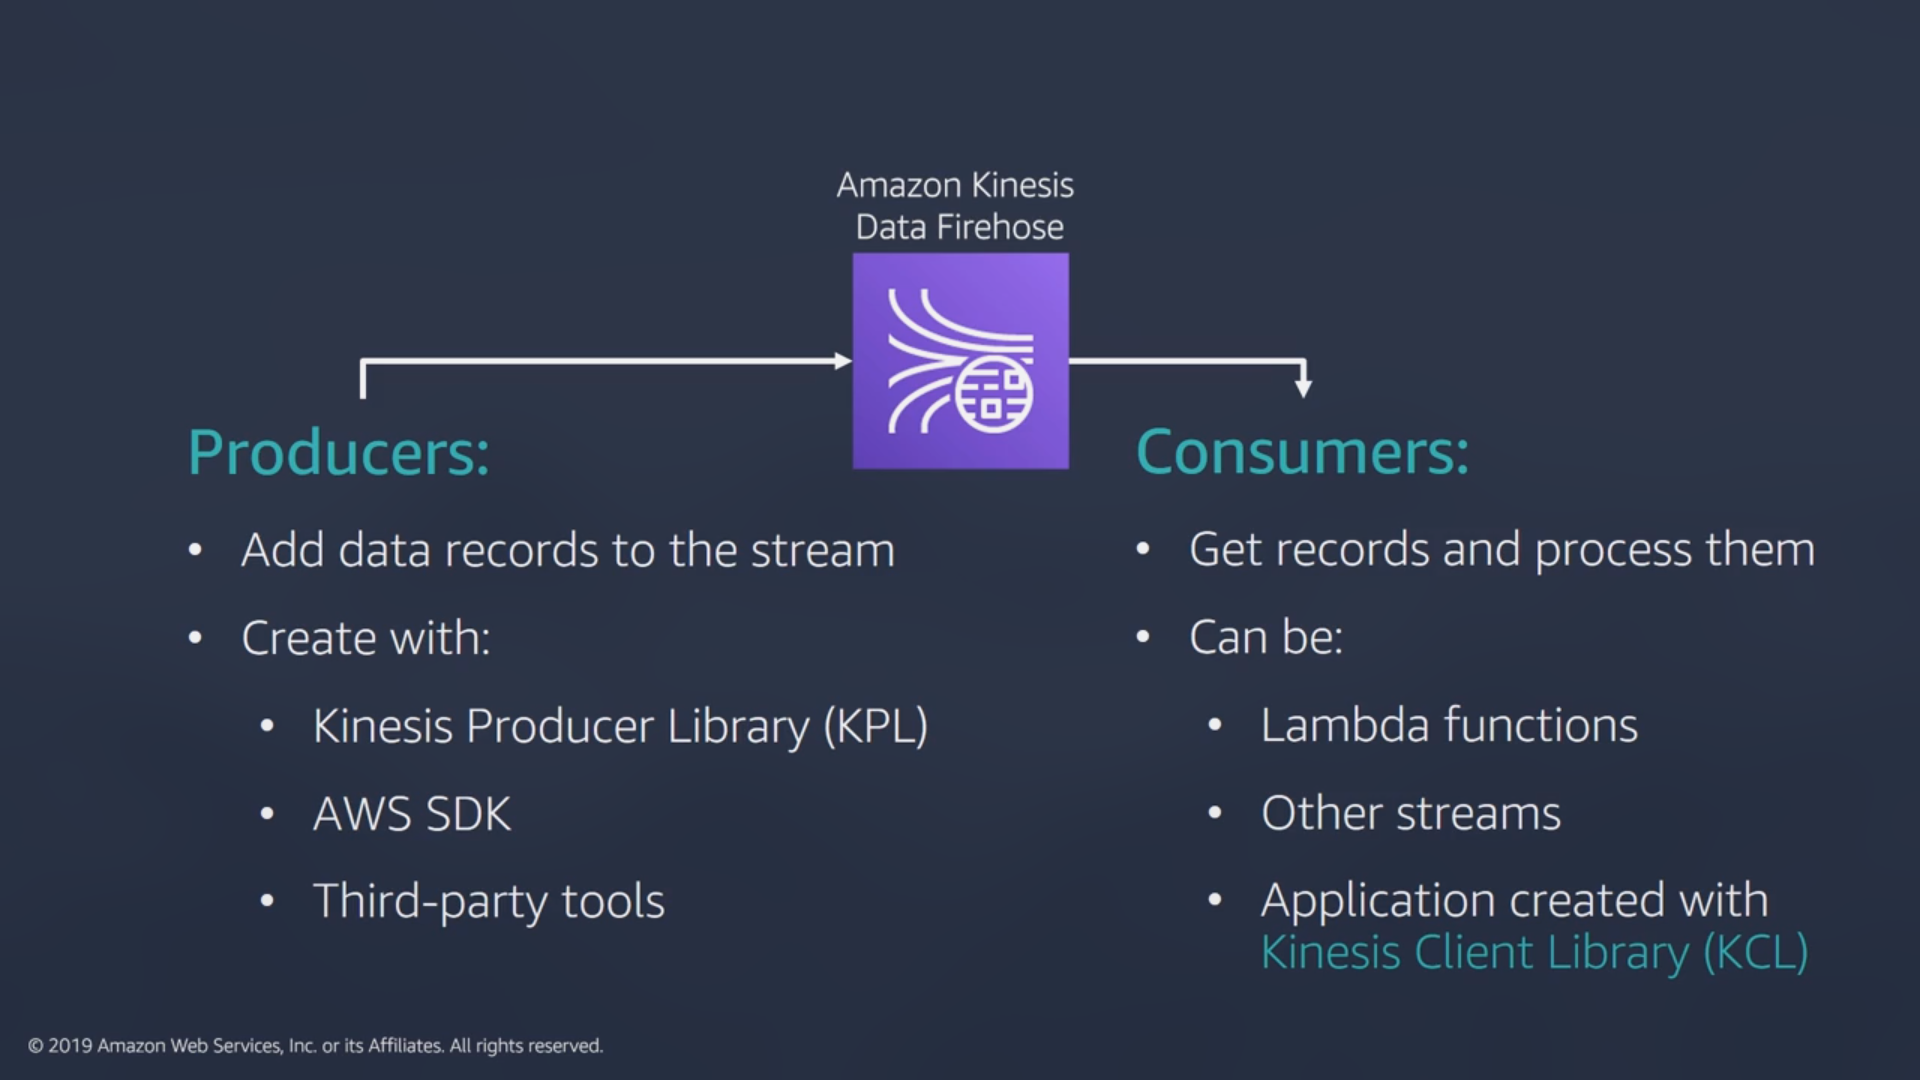 Amazon Kinesis
Data Firehose
Producers:
• Add data records to the stream
• Create with:
• Kinesis Producer Library (KPL)
• AWS SDK
• Third-party tools
Consumers:
• Get records and process them
• Can be:
• Lambda functions
• Other streams
• Application created with
Kinesis Client Library (KCL)
© 2019 Amazon Web Services, Inc. or its Affiliates. All rights reserved.